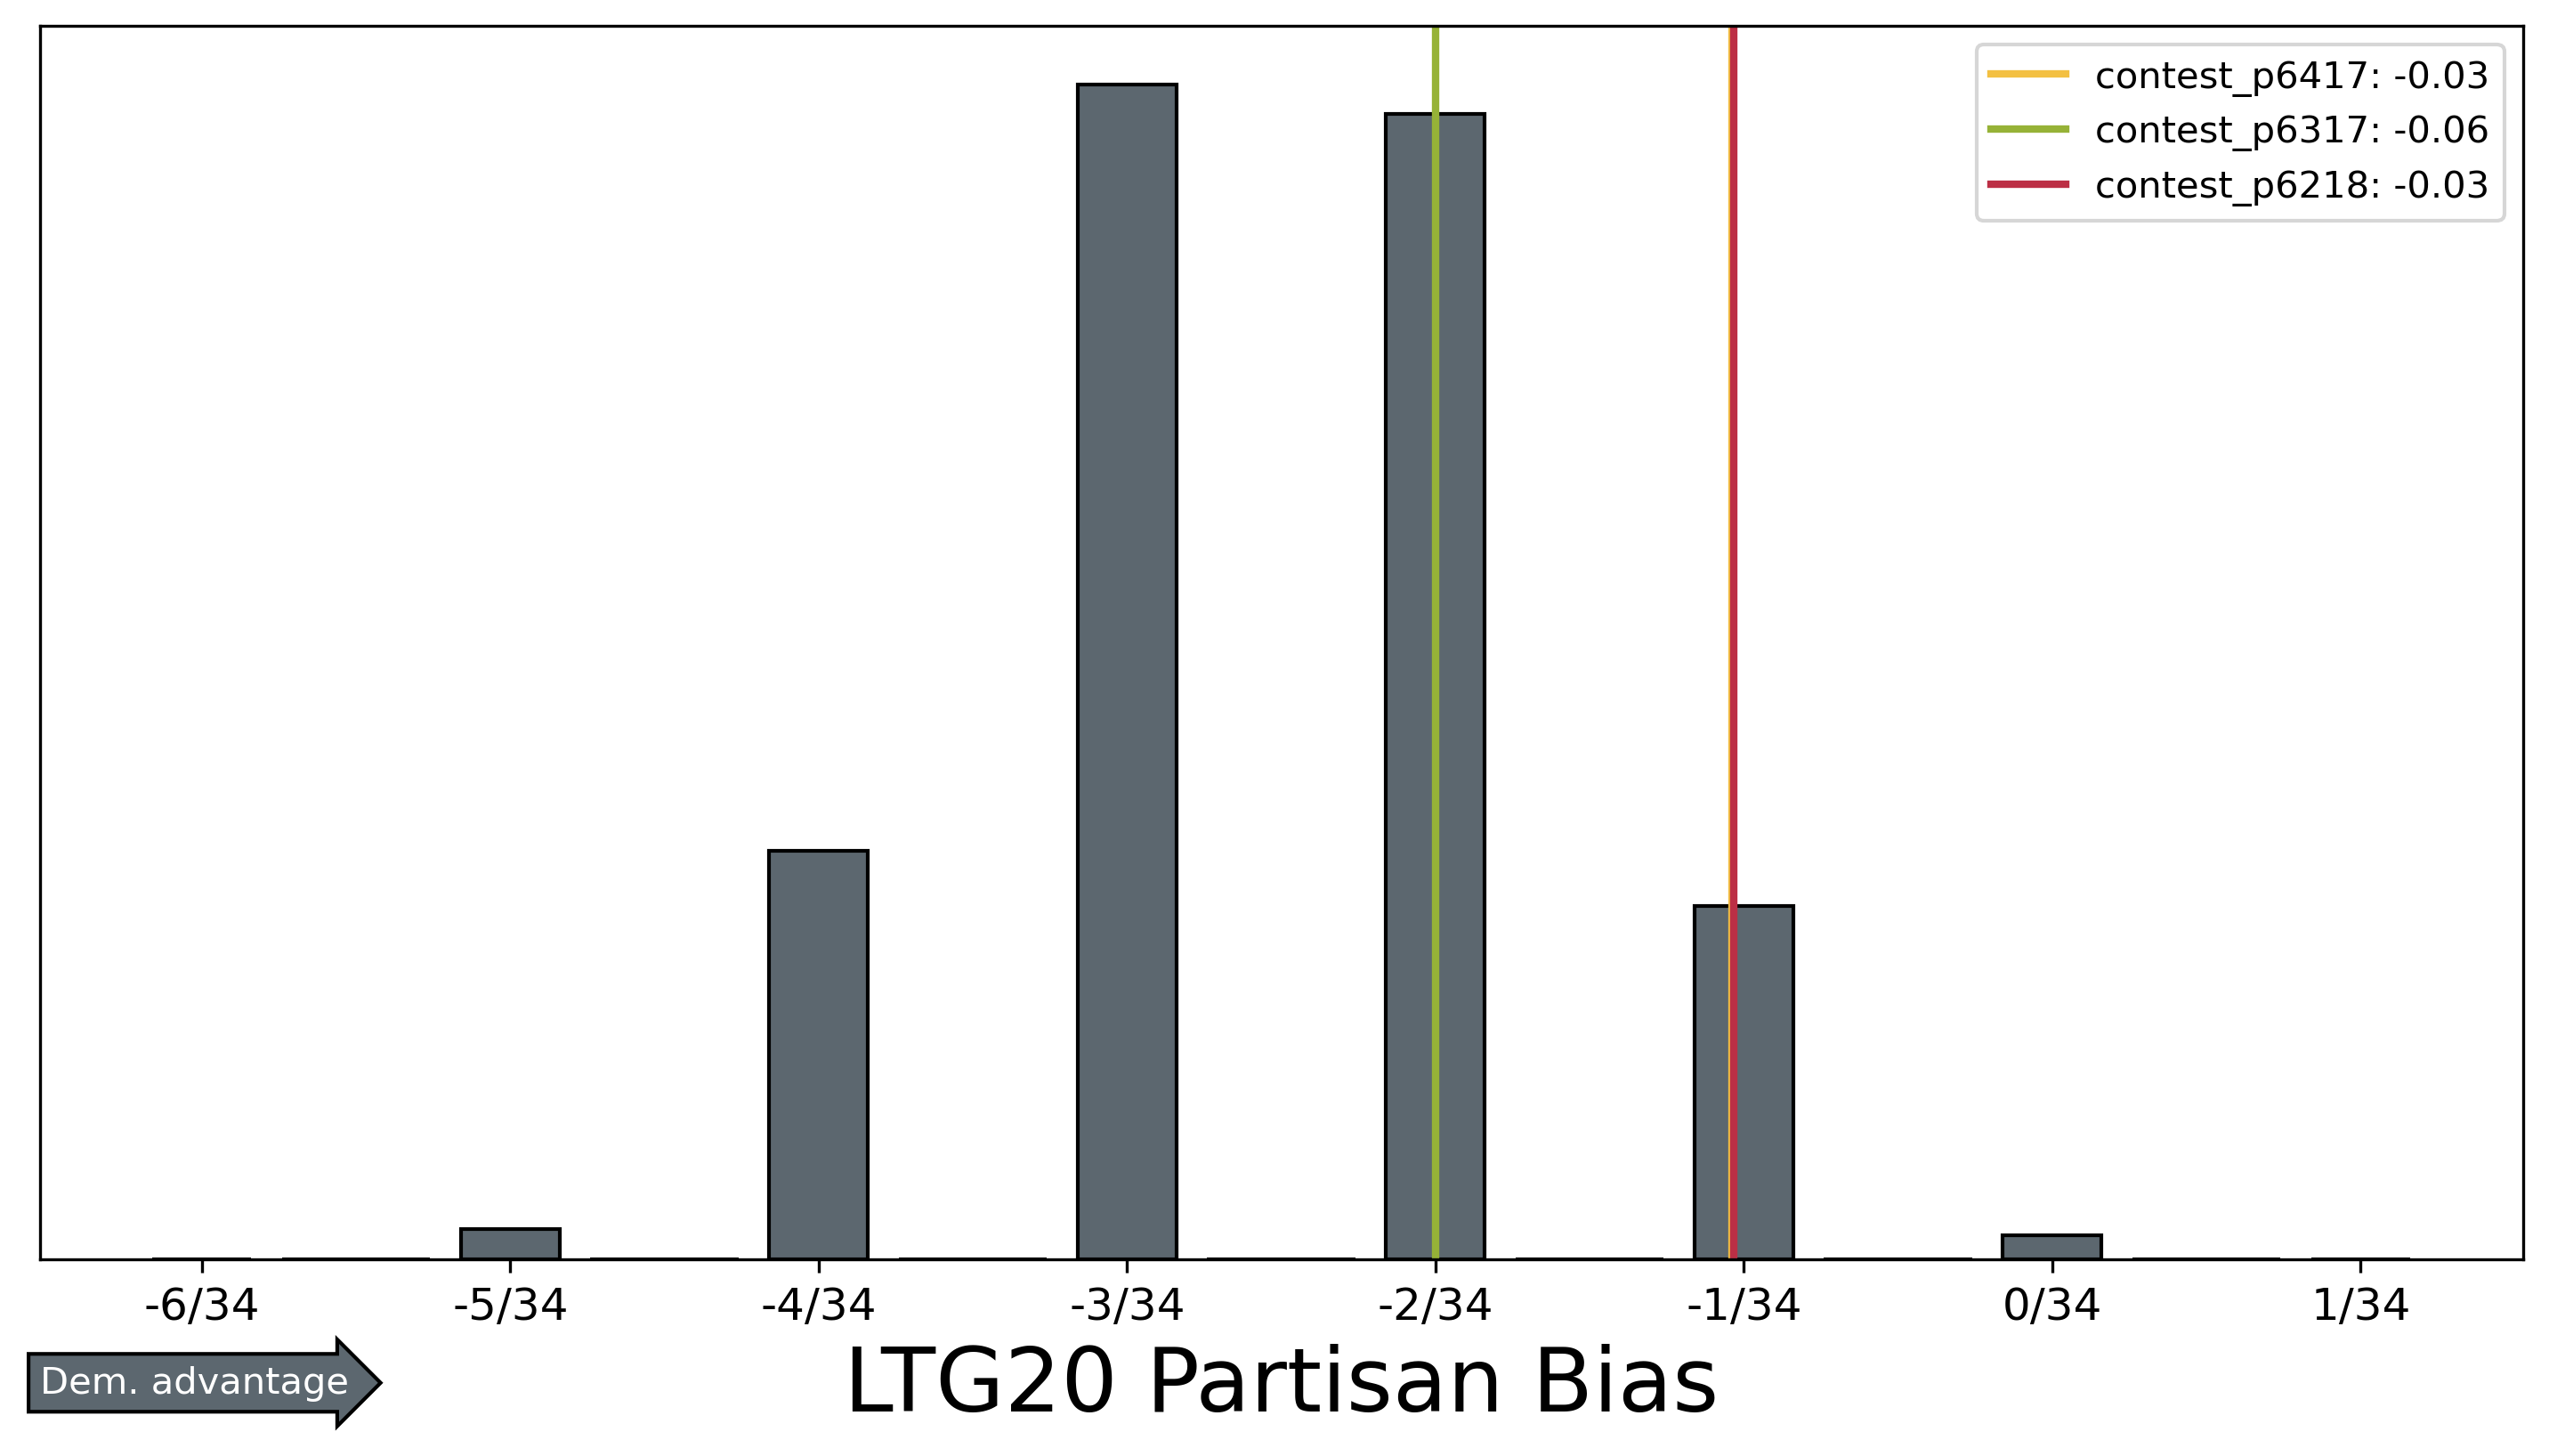 contest_p6417: -0.03
contest_p6317: -0.06
contest_p6218: -0.03
-6/34 -5/34 -4/34 -3/34 -2/34 -1/34 0/34 1/34
Dem. advantage
LTG20 Partisan Bias